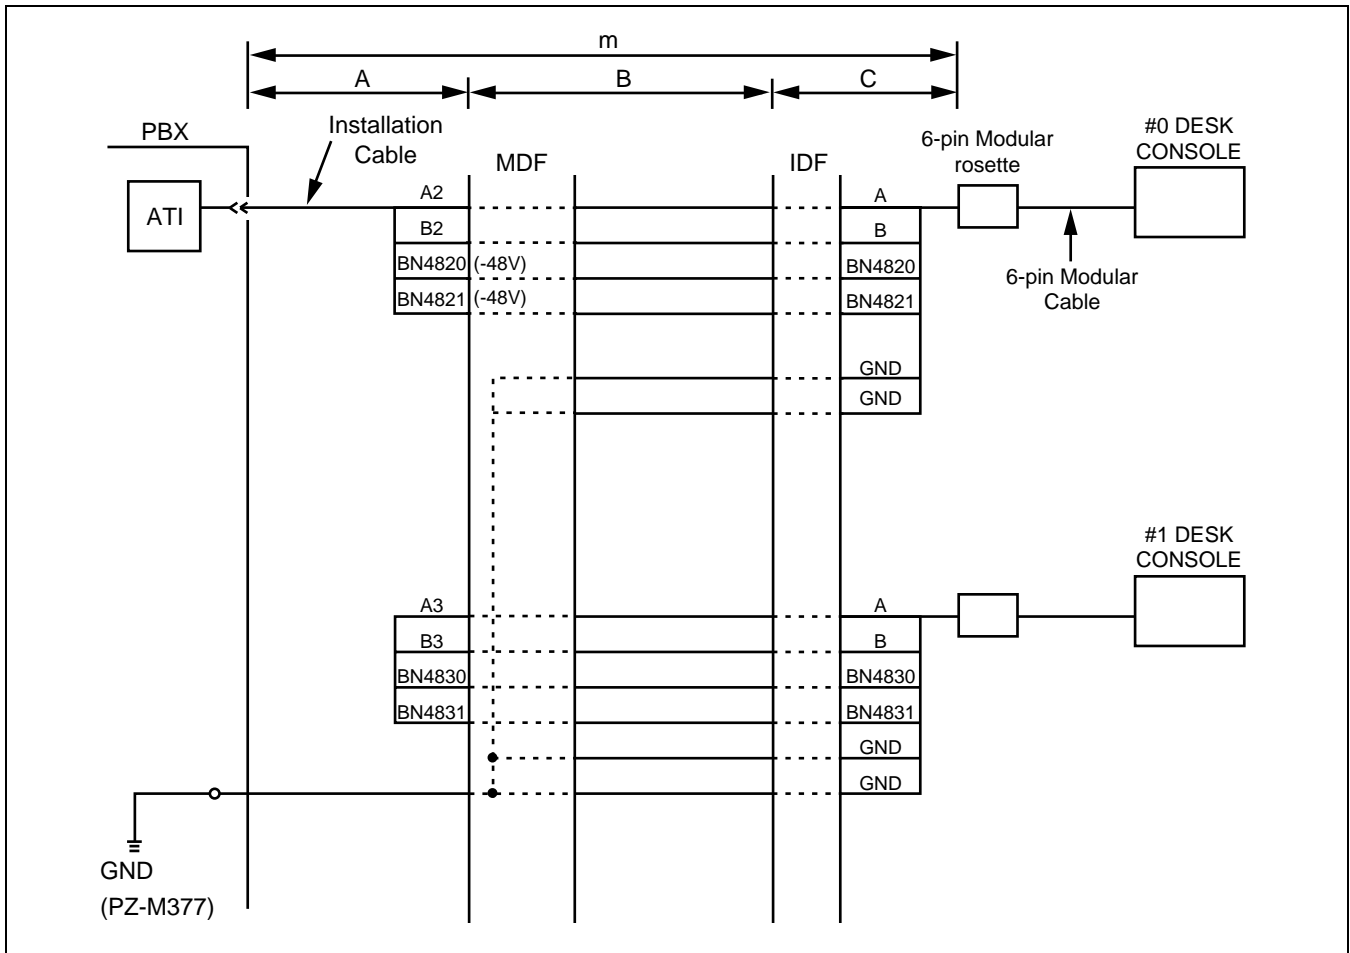 m
A B C
PBX
Installation
Cable
MDF
IDF
6-pin Modular
rosette
#0 DESK
CONSOLE
ATI
A2
B2
BN4820 (-48V)
BN4821 (-48V)
A
B
BN4820
BN4821
GND
GND
6-pin Modular
Cable
#1 DESK
CONSOLE
A3
B3
BN4830
BN4831
A
B
BN4830
BN4831
GND
GND
GND
(PZ-M377)